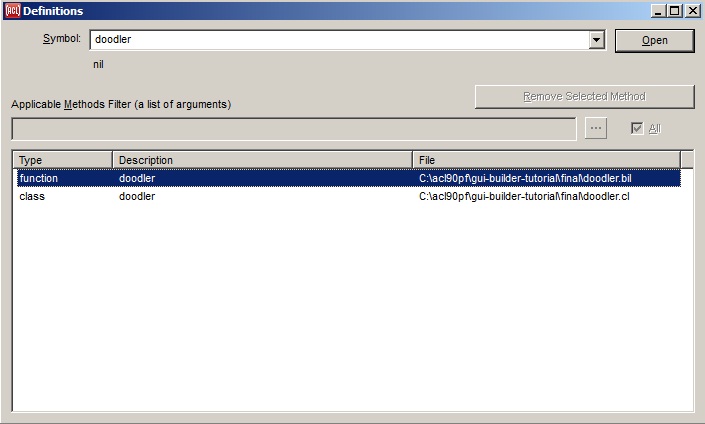 ACL Definitions
Symbol: doodler Open
nil
Remove Selected Method
Applicable Methods Filter (a list of arguments)
... All
Type Description File
function doodler C:\acl90pf\gui-builder-tutorial\final\doodler.bil
class doodler C:\acl90pf\gui-builder-tutorial\final\doodler.cl